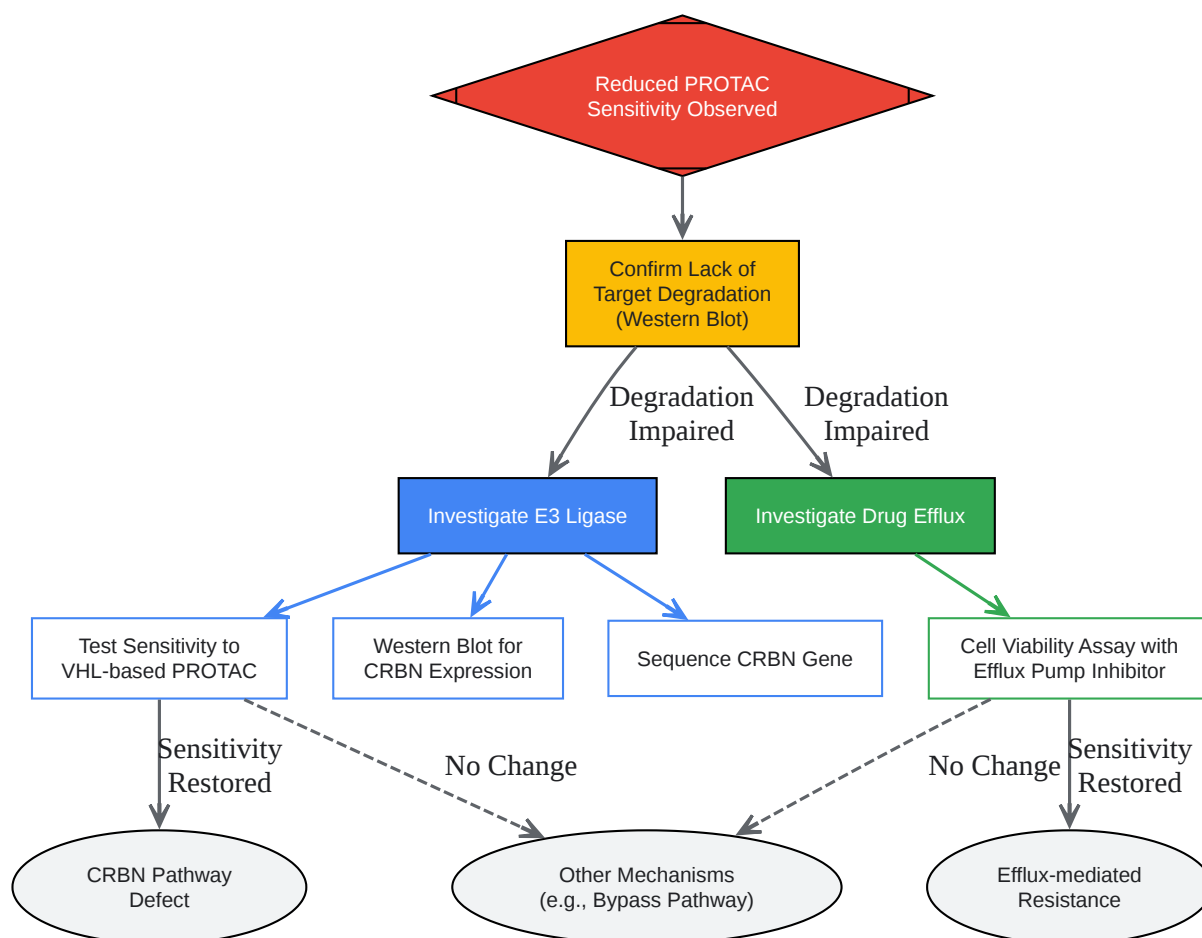 Reduced PROTAC
Sensitivity Observed
Confirm Lack of
Target Degradation
(Western Blot)
Degradation
Impaired
Degradation
Impaired
Investigate E3 Ligase
Investigate Drug Efflux
Test Sensitivity to
VHL-based PROTAC
Western Blot for
CRBN Expression
Sequence CRBN Gene
Cell Viability Assay with
Efflux Pump Inhibitor
Sensitivity
Restored
No Change
No Change
Sensitivity
Restored
CRBN Pathway
Defect
Other Mechanisms
(e.g., Bypass Pathway)
Efflux-mediated
Resistance